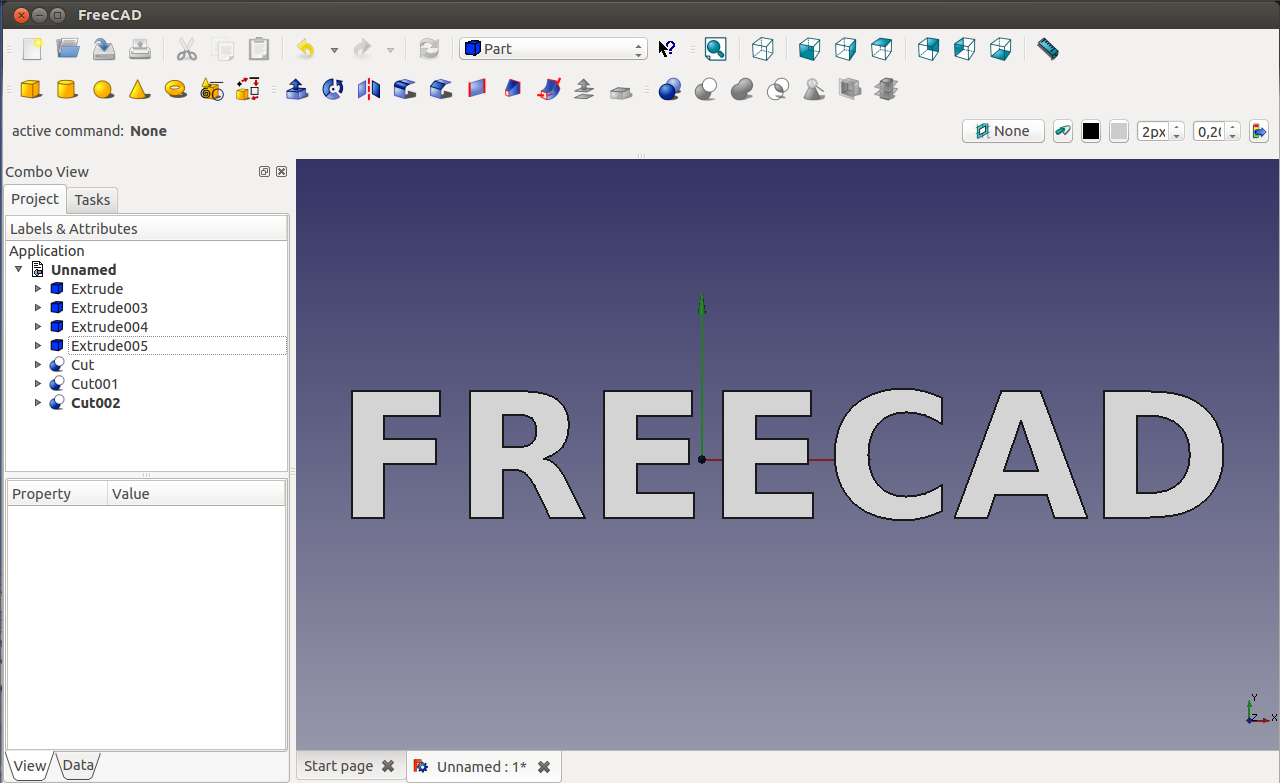 FreeCAD
Part
active command: None
None
2px
0,20
Combo View
Project
Tasks
Labels & Attributes
Application
Unnamed
Extrude
Extrude003
Extrude004
Extrude005
Cut
Cut001
Cut002
FREECAD
Property
Value
Y
Z
X
View
Data
Start page
Unnamed : 1*